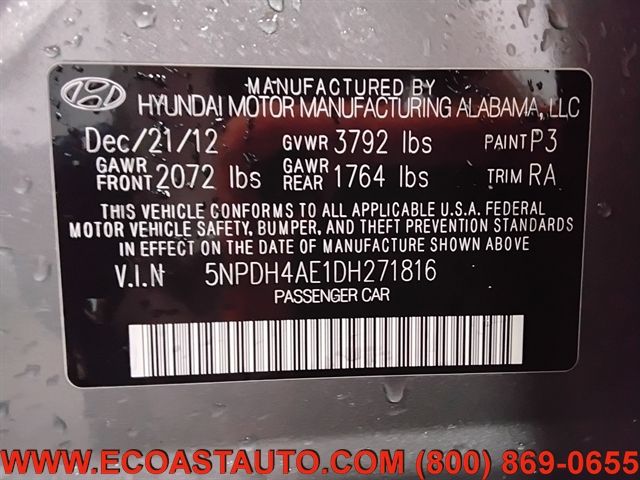 MANUFACTURED BY
HYUNDAI MOTOR MANUFACTURING ALABAMA, LLC
Dec/21/12 GVWR 3792 lbs PAINT P3
GAWR FRONT 2072 lbs GAWR REAR 1764 lbs TRIM RA
THIS VEHICLE CONFORMS TO ALL APPLICABLE U.S.A. FEDERAL
MOTOR VEHICLE SAFETY, BUMPER, AND THEFT PREVENTION STANDARDS
IN EFFECT ON THE DATE OF MANUFACTURE SHOWN ABOVE
V.I.N 5NPDH4AE1DH271816
PASSENGER CAR
WWW.ECOASTAUTO.COM (800) 869-0655